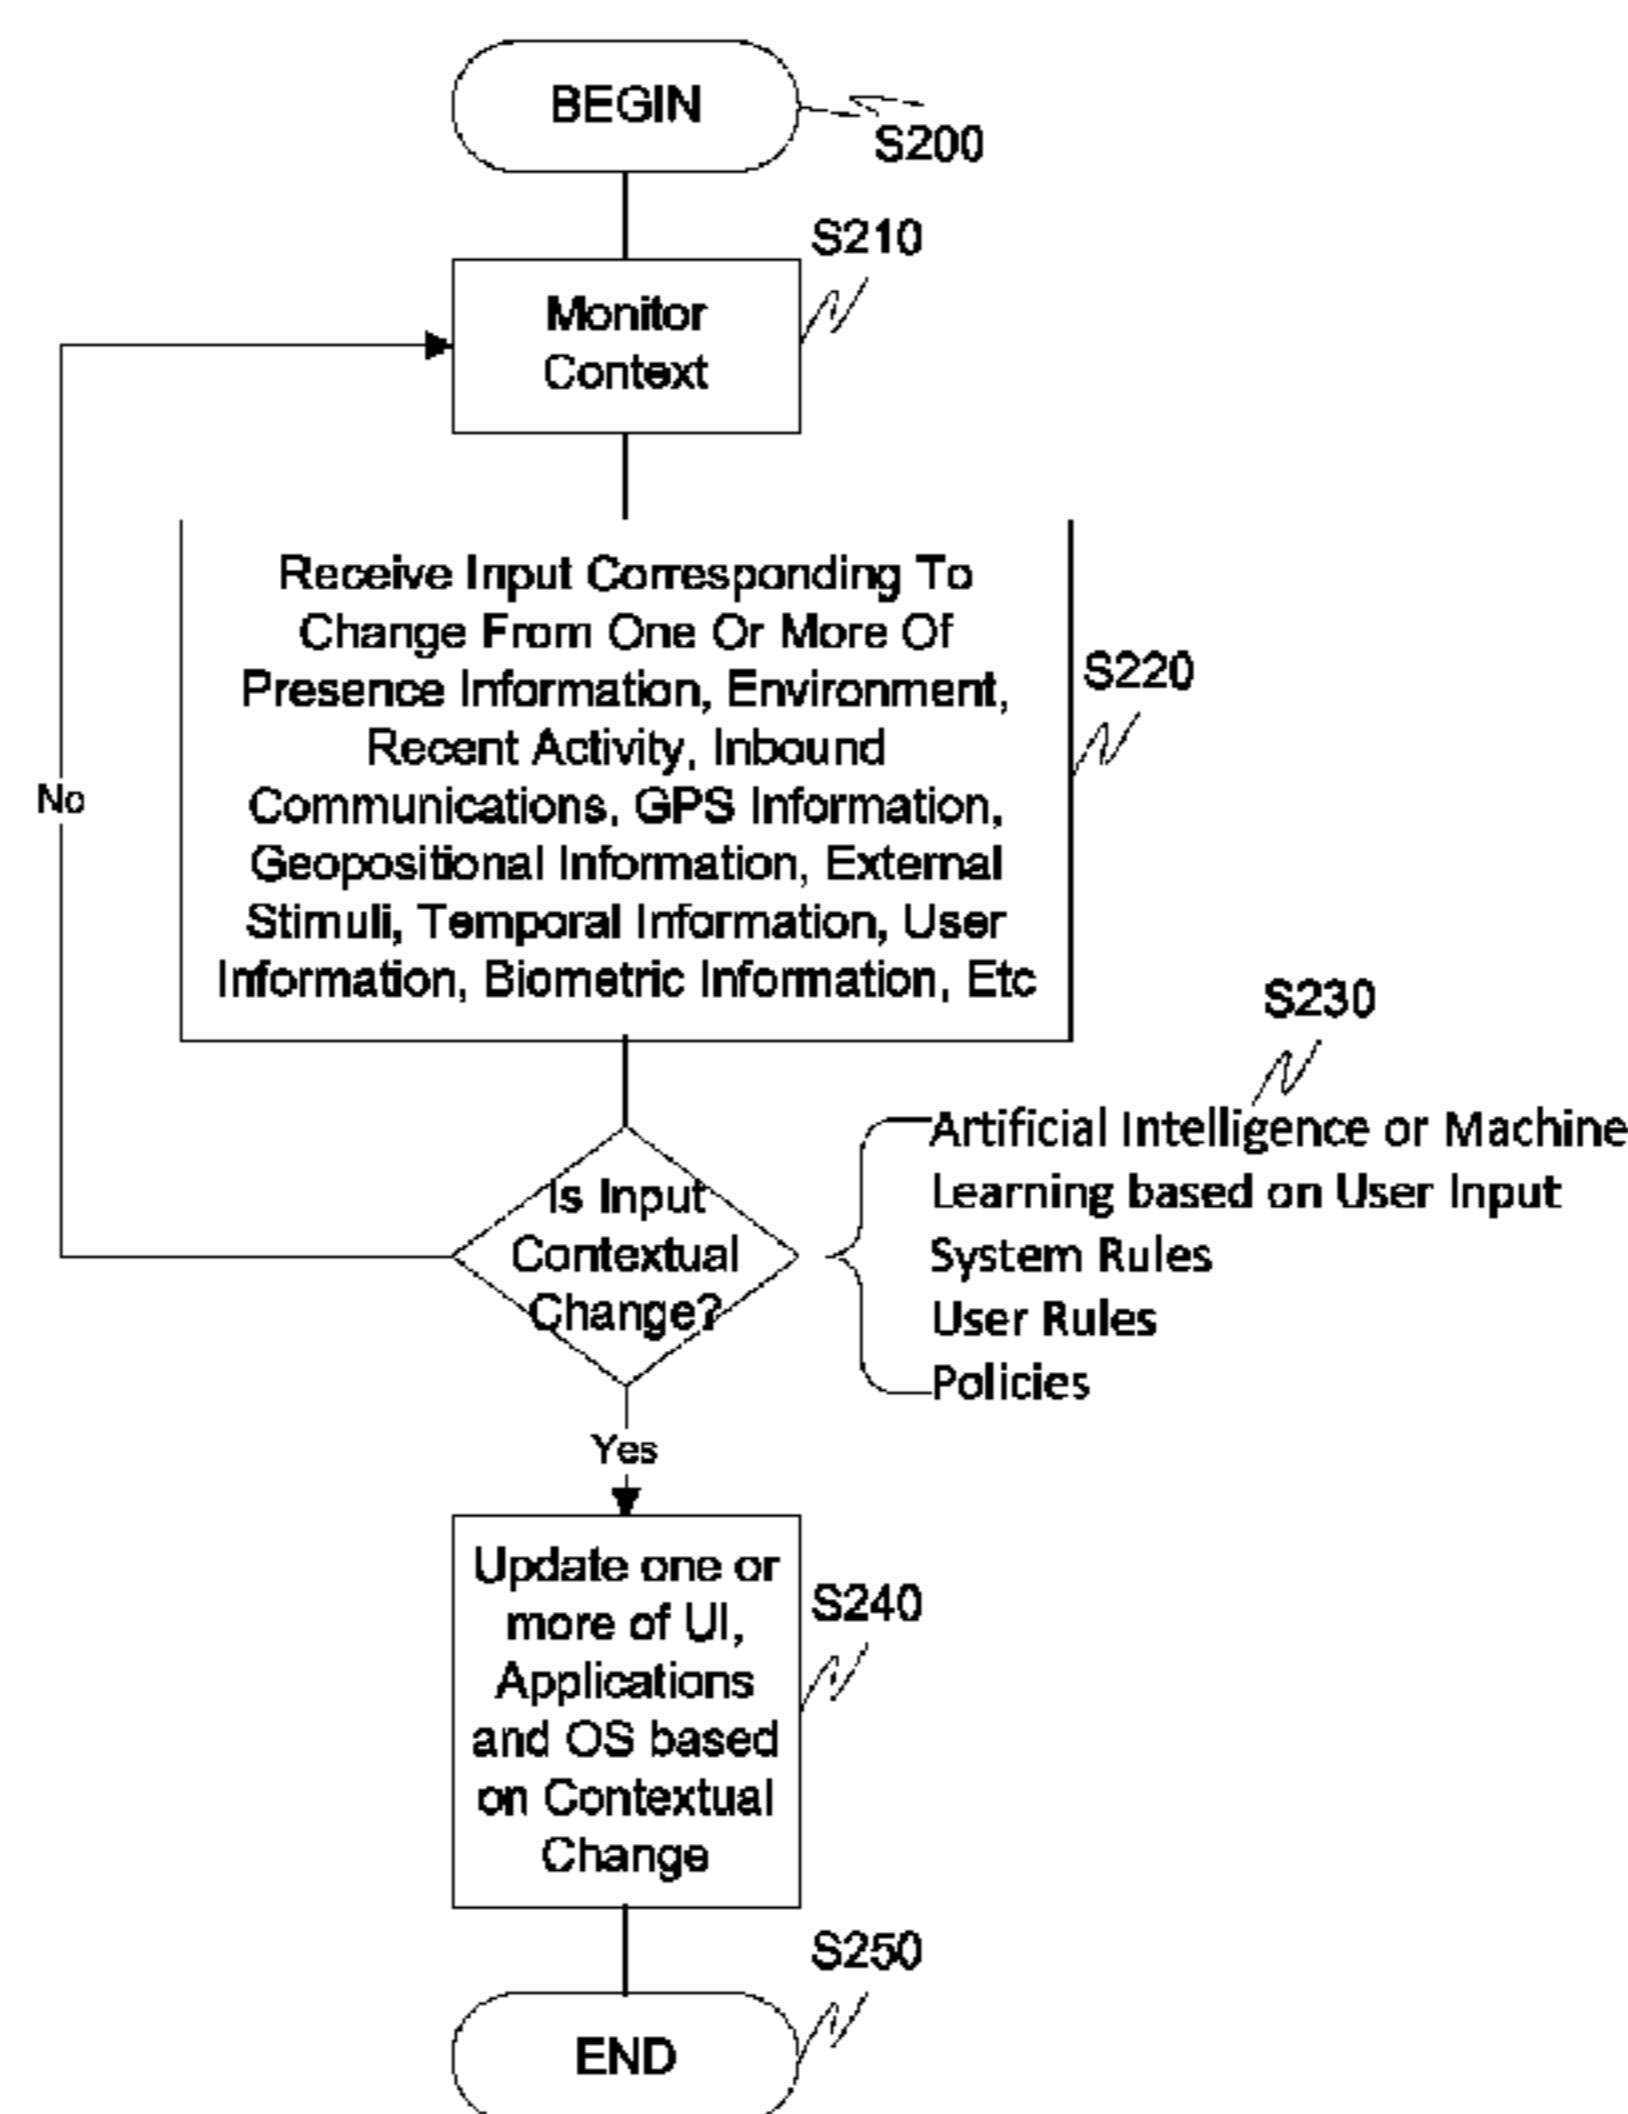 BEGIN
S200
S210
Monitor
Context
Receive Input Corresponding To
Change From One Or More Of
Presence Information, Environment,
Recent Activity, Inbound
Communications, GPS Information,
Geopositional Information, External
Stimuli, Temporal Information, User
Information, Biometric Information, Etc
S220
No
S230
Is Input
Contextual
Change?
Artificial Intelligence or Machine
Learning based on User Input
System Rules
User Rules
Policies
Yes
Update one or
more of UI,
Applications
and OS based
on Contextual
Change
S240
S250
END